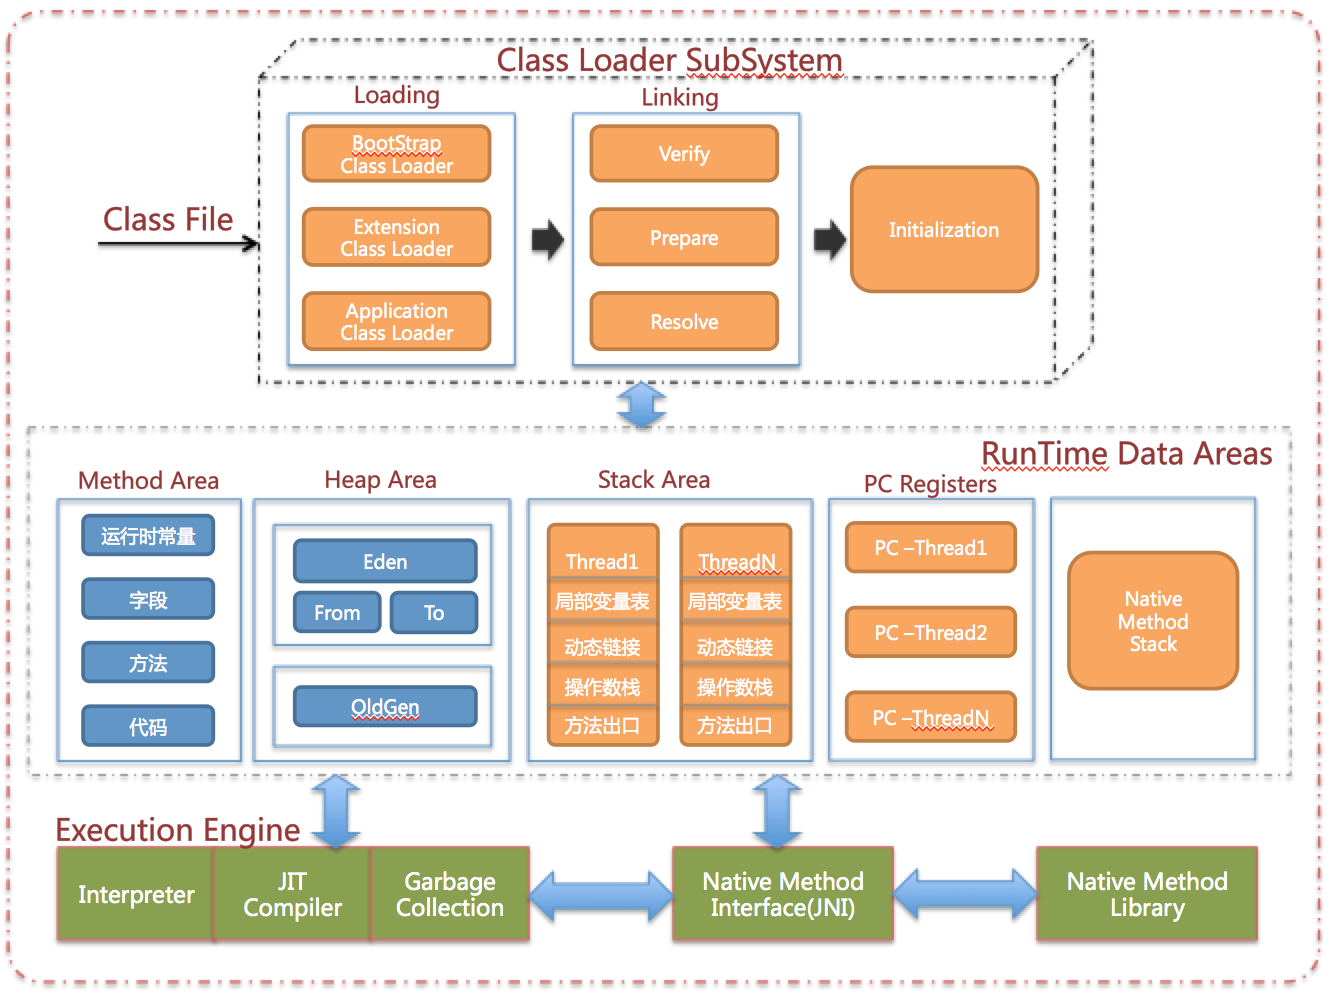 Class Loader SubSystem
Loading
Linking
BootStrap
Class Loader
Verify
Class File
Extension
Class Loader
Prepare
Initialization
Application
Class Loader
Resolve
RunTime Data Areas
Method Area
Heap Area
Stack Area
PC Registers
运行时常量
字段
方法
代码
Eden
From
To
OldGen
Thread1
局部变量表
动态链接
操作数栈
方法出口
ThreadN
局部变量表
动态链接
操作数栈
方法出口
PC –Thread1
PC –Thread2
PC –ThreadN
Native
Method
Stack
Execution Engine
Interpreter
JIT
Compiler
Garbage
Collection
Native Method
Interface(JNI)
Native Method
Library